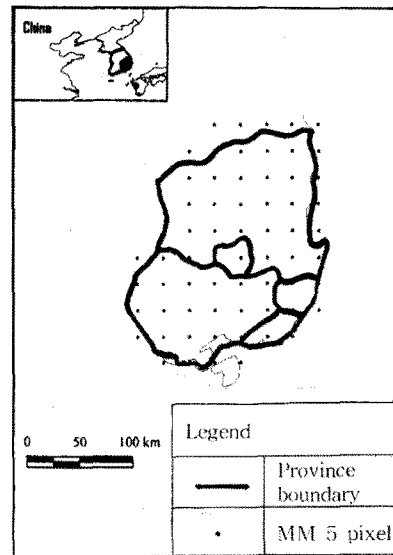 China
0 50 100 km
Legend
Province
boundary
MM 5 pixel